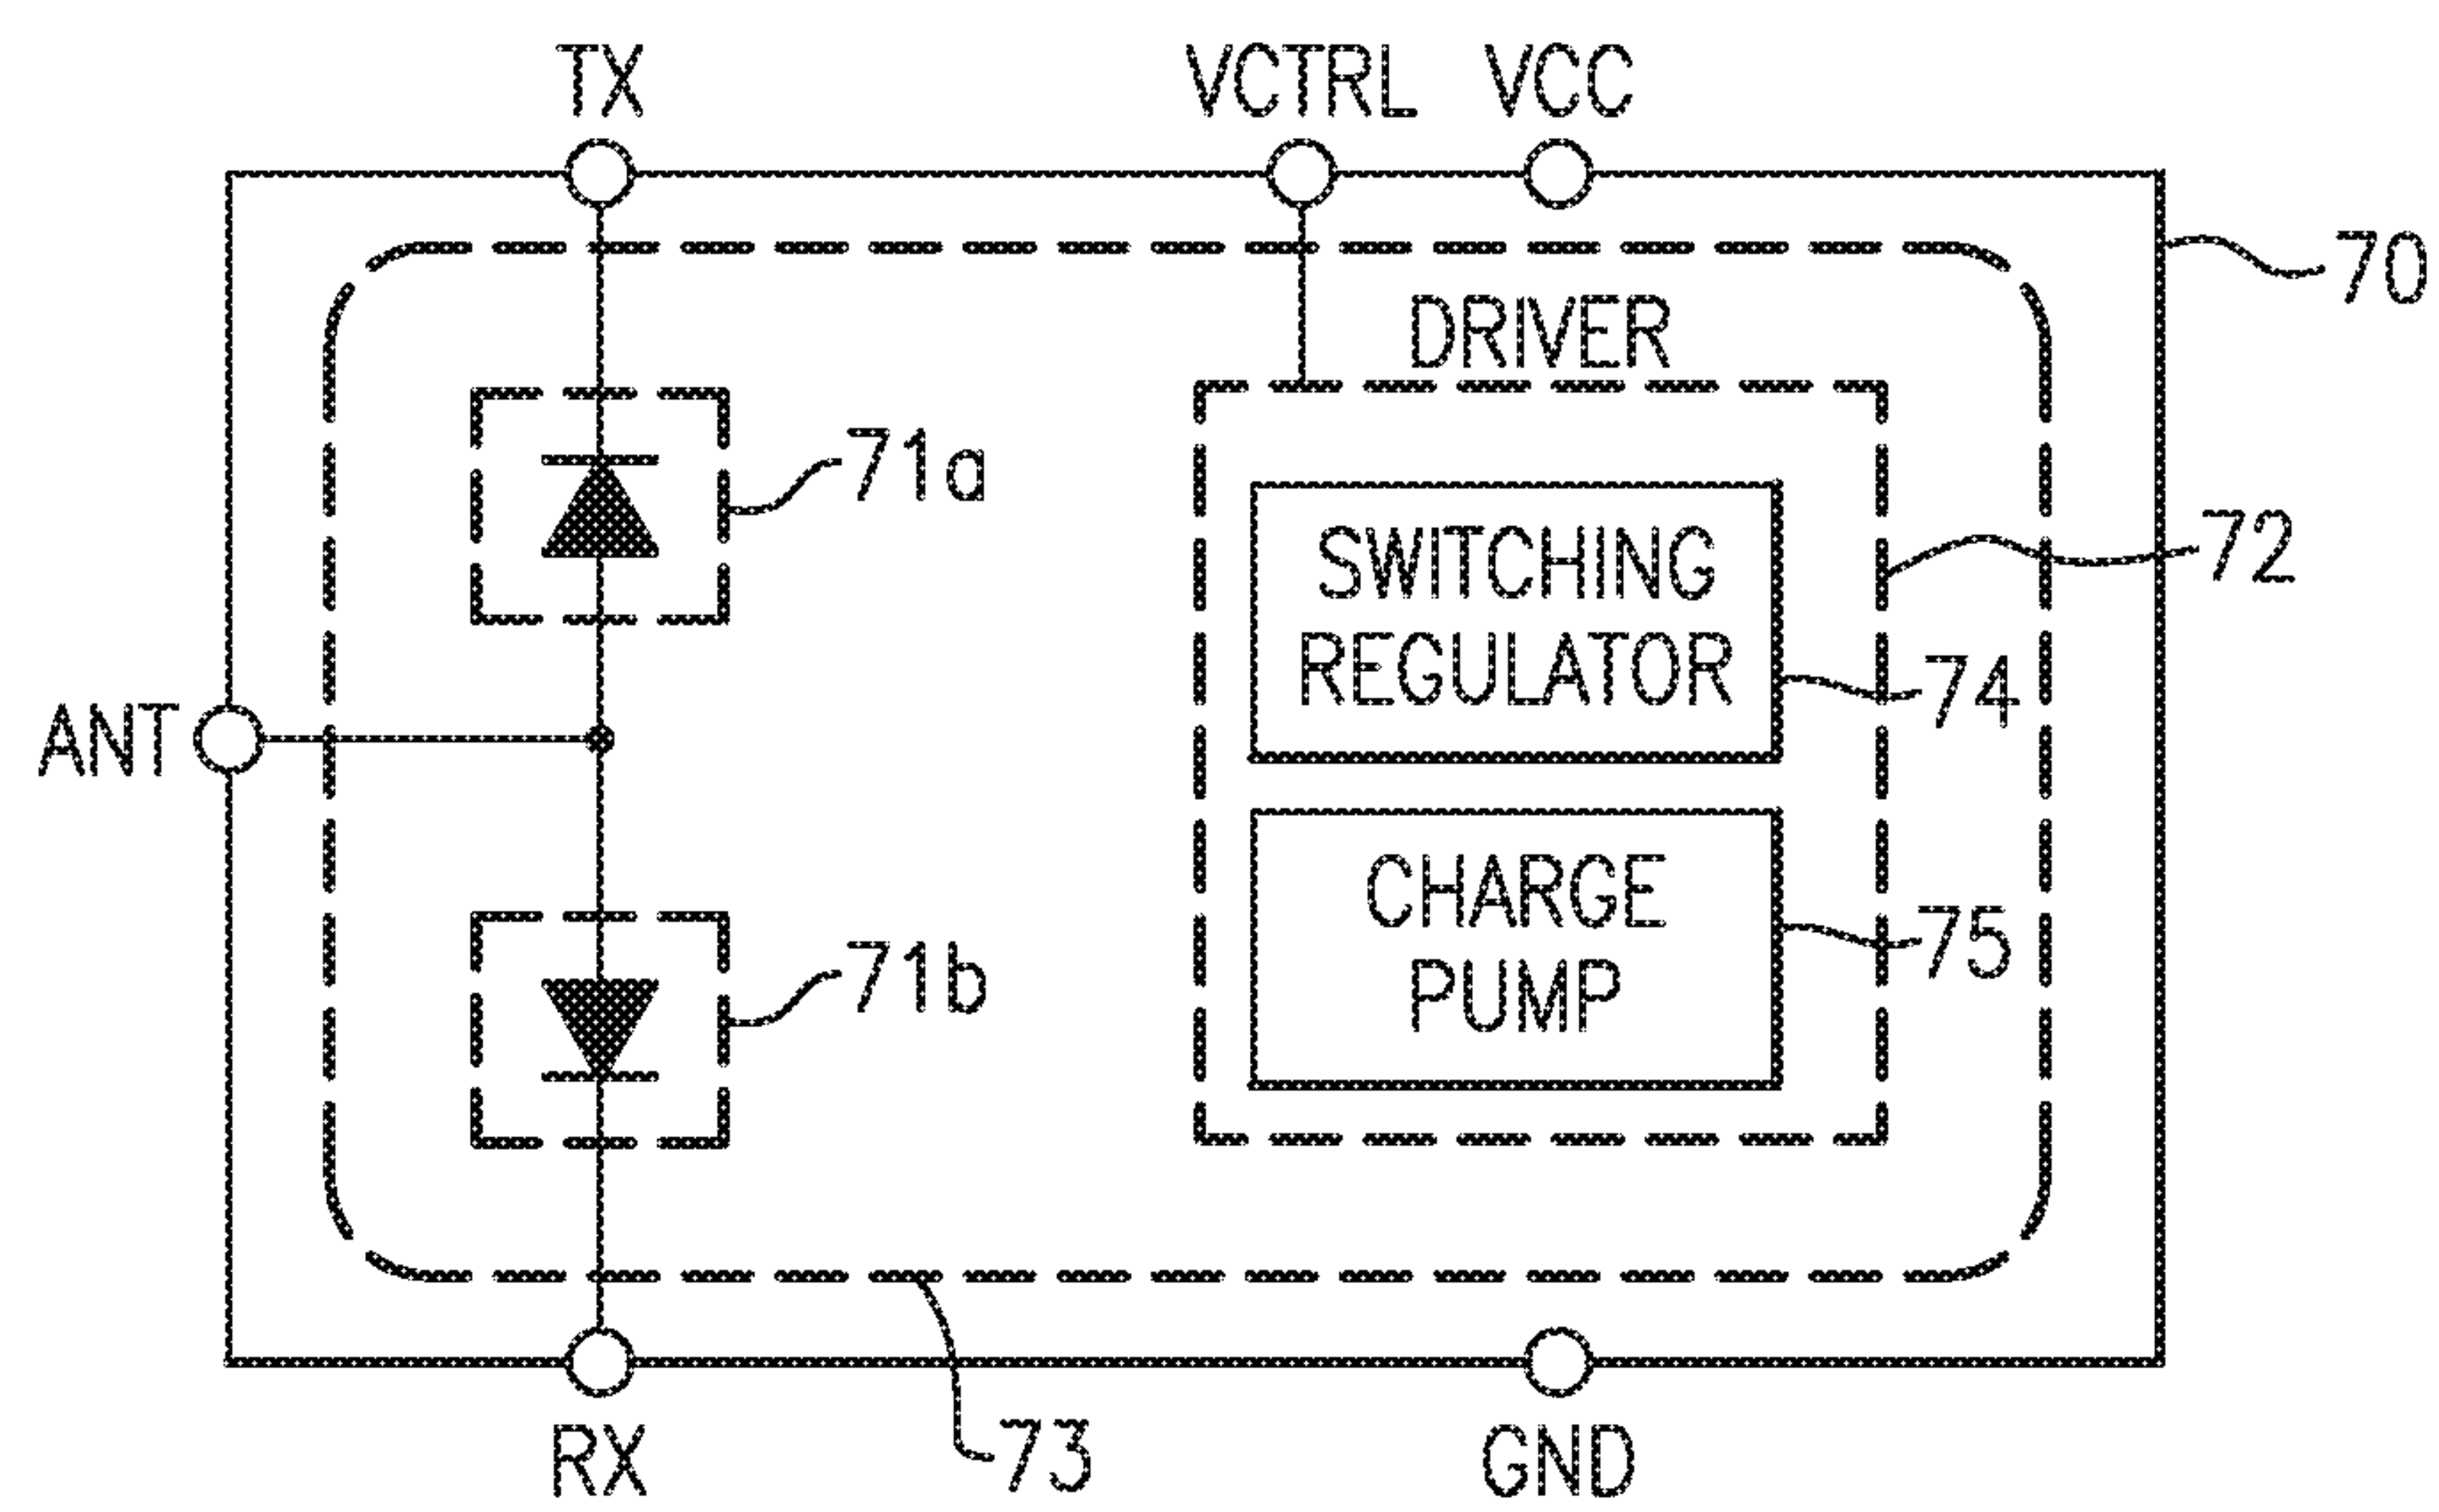 TX
VCTRL VCC
70
DRIVER
71a
SWITCHING
REGULATOR
72
74
ANT
CHARGE
PUMP
75
71b
RX
73
GND